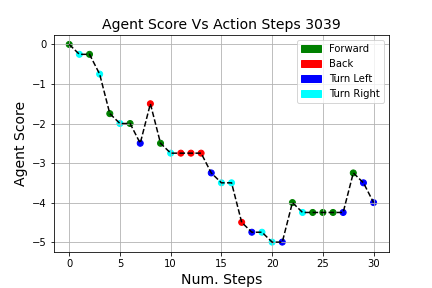 Agent Score Vs Action Steps 3039
Forward
Back
Turn Left
Turn Right
Agent Score
0
−1
−2
−3
−4
−5
0 5 10 15 20 25 30
Num. Steps